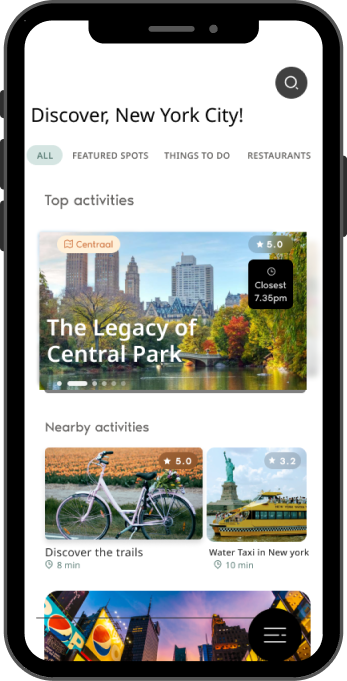 Discover, New York City!
ALL FEATURED SPOTS THINGS TO DO RESTAURANTS
Top activities
Centraal
★ 5.0
Closest
7.35pm
The Legacy of
Central Park
Nearby activities
★ 5.0
★ 3.2
Discover the trails
8 min
Water Taxi in New york
10 min